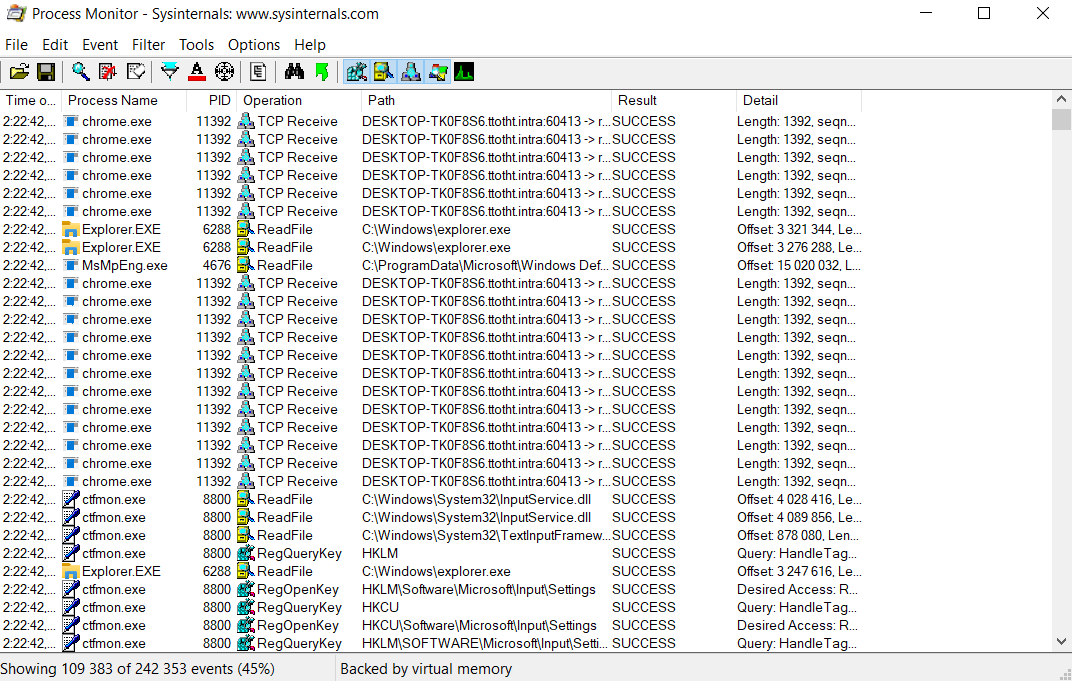 Process Monitor - Sysinternals: www.sysinternals.com
File Edit Event Filter Tools Options Help
Time o... Process Name PID Operation Path Result Detail
2:22:42,... chrome.exe 11392 TCP Receive DESKTOP-TK0F8S6.ttotht.intra:60413 -> r... SUCCESS Length: 1392, seqn...
2:22:42,... chrome.exe 11392 TCP Receive DESKTOP-TK0F8S6.ttotht.intra:60413 -> r... SUCCESS Length: 1392, seqn...
2:22:42,... chrome.exe 11392 TCP Receive DESKTOP-TK0F8S6.ttotht.intra:60413 -> r... SUCCESS Length: 1392, seqn...
2:22:42,... chrome.exe 11392 TCP Receive DESKTOP-TK0F8S6.ttotht.intra:60413 -> r... SUCCESS Length: 1392, seqn...
2:22:42,... chrome.exe 11392 TCP Receive DESKTOP-TK0F8S6.ttotht.intra:60413 -> r... SUCCESS Length: 1392, seqn...
2:22:42,... chrome.exe 11392 TCP Receive DESKTOP-TK0F8S6.ttotht.intra:60413 -> r... SUCCESS Length: 1392, seqn...
2:22:42,... Explorer.EXE 6288 ReadFile C:\Windows\explorer.exe SUCCESS Offset: 3 321 344, Le...
2:22:42,... Explorer.EXE 6288 ReadFile C:\Windows\explorer.exe SUCCESS Offset: 3 276 288, Le...
2:22:42,... MsMpEng.exe 4676 ReadFile C:\ProgramData\Microsoft\Windows Def... SUCCESS Offset: 15 020 032, L...
2:22:42,... chrome.exe 11392 TCP Receive DESKTOP-TK0F8S6.ttotht.intra:60413 -> r... SUCCESS Length: 1392, seqn...
2:22:42,... chrome.exe 11392 TCP Receive DESKTOP-TK0F8S6.ttotht.intra:60413 -> r... SUCCESS Length: 1392, seqn...
2:22:42,... chrome.exe 11392 TCP Receive DESKTOP-TK0F8S6.ttotht.intra:60413 -> r... SUCCESS Length: 1392, seqn...
2:22:42,... chrome.exe 11392 TCP Receive DESKTOP-TK0F8S6.ttotht.intra:60413 -> r... SUCCESS Length: 1392, seqn...
2:22:42,... chrome.exe 11392 TCP Receive DESKTOP-TK0F8S6.ttotht.intra:60413 -> r... SUCCESS Length: 1392, seqn...
2:22:42,... chrome.exe 11392 TCP Receive DESKTOP-TK0F8S6.ttotht.intra:60413 -> r... SUCCESS Length: 1392, seqn...
2:22:42,... chrome.exe 11392 TCP Receive DESKTOP-TK0F8S6.ttotht.intra:60413 -> r... SUCCESS Length: 1392, seqn...
2:22:42,... chrome.exe 11392 TCP Receive DESKTOP-TK0F8S6.ttotht.intra:60413 -> r... SUCCESS Length: 1392, seqn...
2:22:42,... chrome.exe 11392 TCP Receive DESKTOP-TK0F8S6.ttotht.intra:60413 -> r... SUCCESS Length: 1392, seqn...
2:22:42,... chrome.exe 11392 TCP Receive DESKTOP-TK0F8S6.ttotht.intra:60413 -> r... SUCCESS Length: 1392, seqn...
2:22:42,... chrome.exe 11392 TCP Receive DESKTOP-TK0F8S6.ttotht.intra:60413 -> r... SUCCESS Length: 1392, seqn...
2:22:42,... chrome.exe 11392 TCP Receive DESKTOP-TK0F8S6.ttotht.intra:60413 -> r... SUCCESS Length: 1392, seqn...
2:22:42,... ctfmon.exe 8800 ReadFile C:\Windows\System32\InputService.dll SUCCESS Offset: 4 028 416, Le...
2:22:42,... ctfmon.exe 8800 ReadFile C:\Windows\System32\InputService.dll SUCCESS Offset: 4 089 856, Le...
2:22:42,... ctfmon.exe 8800 ReadFile C:\Windows\System32\TextInputFramew... SUCCESS Offset: 878 080, Len...
2:22:42,... ctfmon.exe 8800 RegQueryKey HKLM SUCCESS Query: HandleTag...
2:22:42,... Explorer.EXE 6288 ReadFile C:\Windows\explorer.exe SUCCESS Offset: 3 247 616, Le...
2:22:42,... ctfmon.exe 8800 RegOpenKey HKLM\Software\Microsoft\Input\Settings SUCCESS Desired Access: R...
2:22:42,... ctfmon.exe 8800 RegQueryKey HKCU SUCCESS Query: HandleTag...
2:22:42,... ctfmon.exe 8800 RegOpenKey HKCU\Software\Microsoft\Input\Settings SUCCESS Desired Access: R...
2:22:42,... ctfmon.exe 8800 RegQueryKey HKLM\SOFTWARE\Microsoft\Input\Setti... SUCCESS Query: HandleTag...
Showing 109 383 of 242 353 events (45%) Backed by virtual memory